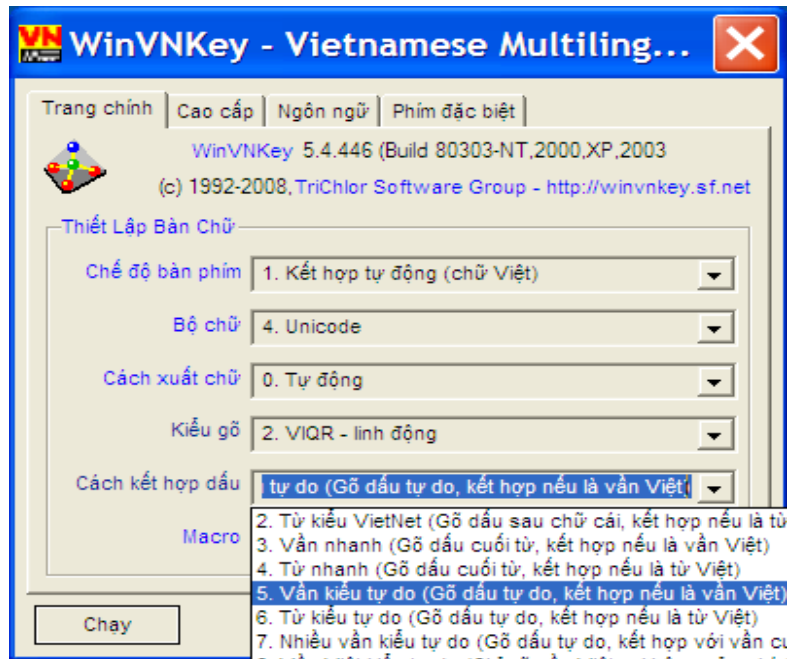 WinVNKey - Vietnamese Multiling...
Trang chính Cao cấp Ngôn ngữ Phím đặc biệt
WinVNKey 5.4.446 (Build 80303-NT,2000,XP,2003
(c) 1992-2008, TriChlor Software Group - http://winvnkey.sf.net
Thiết Lập Bàn Chữ
Chế độ bàn phím 1. Kết hợp tự động (chữ Việt)
Bộ chữ 4. Unicode
Cách xuất chữ 0. Tự động
Kiểu gõ 2. VIQR - linh động
Cách kết hợp dấu tự do (Gõ dấu tự do, kết hợp nếu là vần Việt)
2. Từ kiểu VietNet (Gõ dấu sau chữ cái, kết hợp nếu là từ
Macro 3. Vần nhanh (Gõ dấu cuối từ, kết hợp nếu là vần Việt)
4. Từ nhanh (Gõ dấu cuối từ, kết hợp nếu là từ Việt)
5. Vần kiểu tự do (Gõ dấu tự do, kết hợp nếu là vần Việt)
Chạy 6. Từ kiểu tự do (Gõ dấu tự do, kết hợp nếu là từ Việt)
7. Nhiều vần kiểu tự do (Gõ dấu tự do, kết hợp với vần